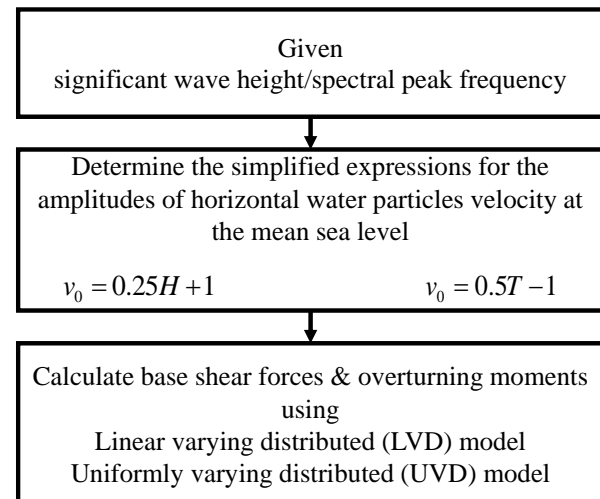 Given
significant wave height/spectral peak frequency
Determine the simplified expressions for the
amplitudes of horizontal water particles velocity at
the mean sea level
v₀ = 0.25H + 1 v₀ = 0.5T − 1
Calculate base shear forces & overturning moments
using
Linear varying distributed (LVD) model
Uniformly varying distributed (UVD) model